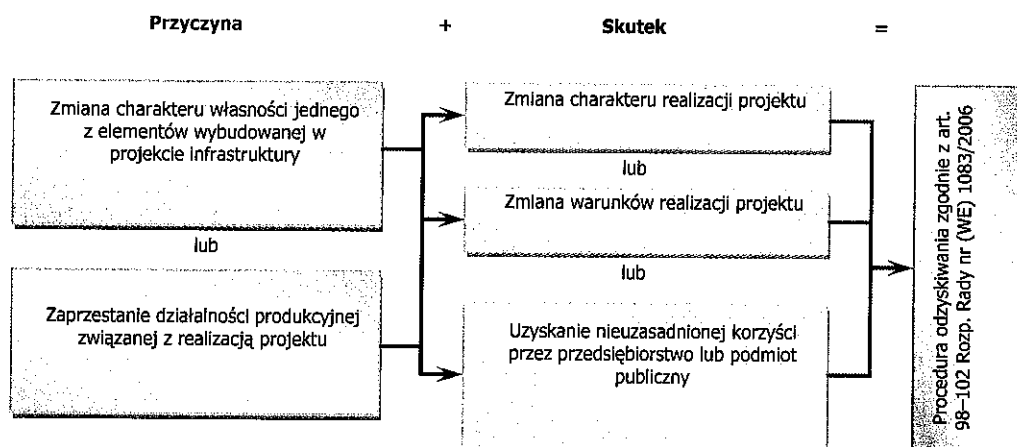 Przyczyna + Skutek =
Zmiana charakteru własności jednego
z elementów wybudowanej w
projekcie infrastruktury
lub
Zaprzestanie działalności produkcyjnej
związanej z realizacją projektu
Zmiana charakteru realizacji projektu
lub
Zmiana warunków realizacji projektu
lub
Uzyskanie nieuzasadnionej korzyści
przez przedsiębiorstwo lub podmiot
publiczny
Procedura odzyskiwania zgodnie z art.
98–102 Rozp. Rady nr (WE) 1083/2006